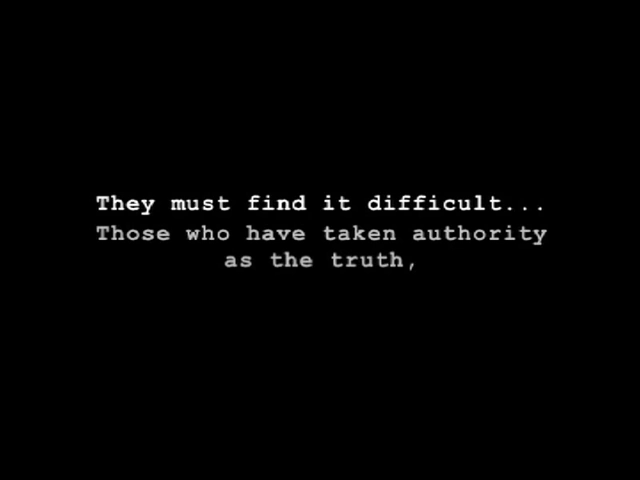 They must find it difficult...
Those who have taken authority
as the truth,